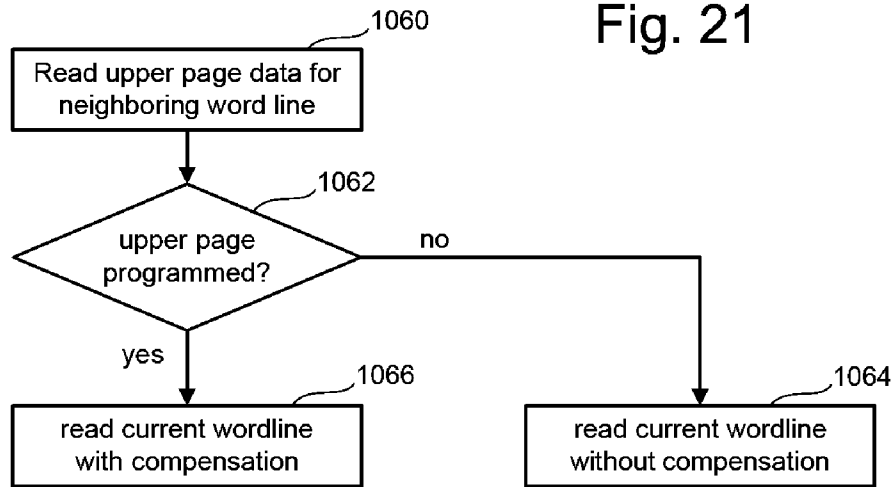 Fig. 21
1060
Read upper page data for
neighboring word line
1062
upper page
programmed?
no
yes
1066
read current wordline
with compensation
1064
read current wordline
without compensation